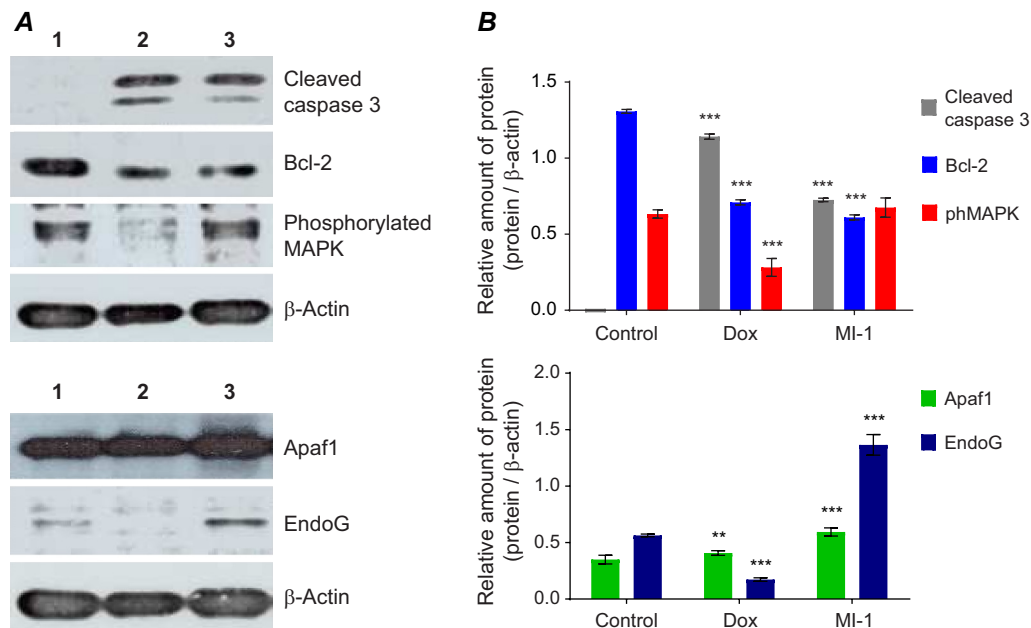 A
1 2 3
Cleaved
caspase 3
Bcl-2
Phosphorylated
MAPK
β-Actin
1 2 3
Apaf1
EndoG
β-Actin
B
Relative amount of protein
(protein / β-actin)
1.5
1.0
0.5
0.0
***
***
***
***
***
Control Dox MI-1
Cleaved
caspase 3
Bcl-2
phMAPK
Relative amount of protein
(protein / β-actin)
2.0
1.5
1.0
0.5
0.0
**
***
***
***
Control Dox MI-1
Apaf1
EndoG